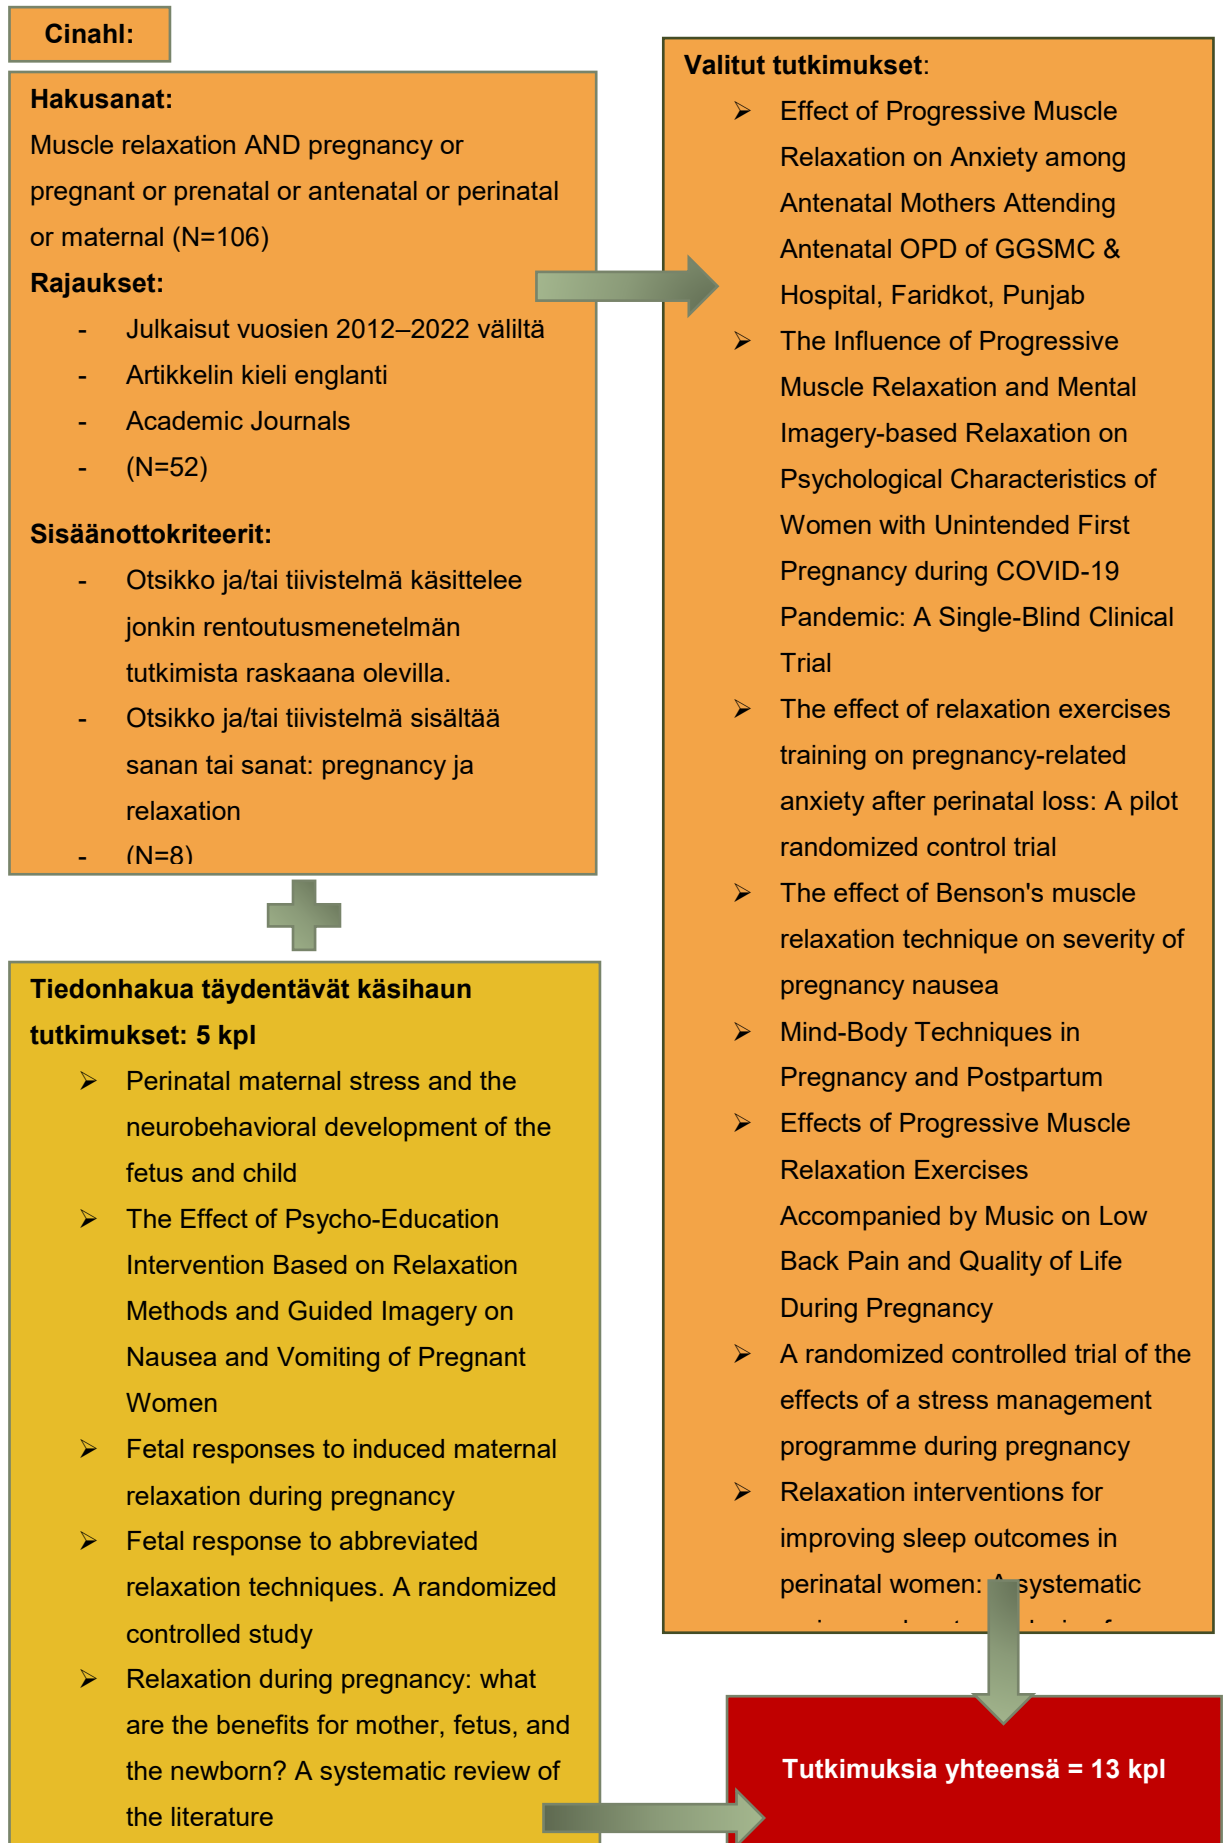 Cinahl:
Hakusanat:
Muscle relaxation AND pregnancy or
pregnant or prenatal or antenatal or perinatal
or maternal (N=106)
Rajaukset:
- Julkaisut vuosien 2012–2022 väliltä
- Artikkelin kieli englanti
- Academic Journals
- (N=52)
Sisäänottokriteerit:
- Otsikko ja/tai tiivistelmä käsittelee
jonkin rentoutusmenetelmän
tutkimista raskaana olevilla.
- Otsikko ja/tai tiivistelmä sisältää
sanan tai sanat: pregnancy ja
relaxation
- (N=8)
Tiedonhakua täydentävät käsihaun
tutkimukset: 5 kpl
➢ Perinatal maternal stress and the
neurobehavioral development of the
fetus and child
➢ The Effect of Psycho-Education
Intervention Based on Relaxation
Methods and Guided Imagery on
Nausea and Vomiting of Pregnant
Women
➢ Fetal responses to induced maternal
relaxation during pregnancy
➢ Fetal response to abbreviated
relaxation techniques. A randomized
controlled study
➢ Relaxation during pregnancy: what
are the benefits for mother, fetus, and
the newborn? A systematic review of
the literature
Valitut tutkimukset:
➢ Effect of Progressive Muscle
Relaxation on Anxiety among
Antenatal Mothers Attending
Antenatal OPD of GGSMC &
Hospital, Faridkot, Punjab
➢ The Influence of Progressive
Muscle Relaxation and Mental
Imagery-based Relaxation on
Psychological Characteristics of
Women with Unintended First
Pregnancy during COVID-19
Pandemic: A Single-Blind Clinical
Trial
➢ The effect of relaxation exercises
training on pregnancy-related
anxiety after perinatal loss: A pilot
randomized control trial
➢ The effect of Benson's muscle
relaxation technique on severity of
pregnancy nausea
➢ Mind-Body Techniques in
Pregnancy and Postpartum
➢ Effects of Progressive Muscle
Relaxation Exercises
Accompanied by Music on Low
Back Pain and Quality of Life
During Pregnancy
➢ A randomized controlled trial of the
effects of a stress management
programme during pregnancy
➢ Relaxation interventions for
improving sleep outcomes in
perinatal women: A systematic
Tutkimuksia yhteensä = 13 kpl